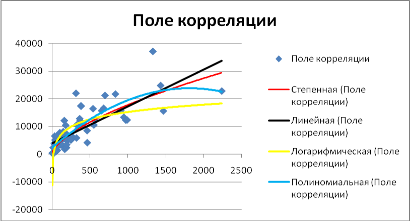 Поле корреляции
40000
30000
20000
10000
0
-10000
-20000
0 500 1000 1500 2000 2500
Поле корреляции
Степенная (Поле
корреляции)
Линейная (Поле
корреляции)
Логарифмическая (Поле
корреляции)
Полиномиальная (Поле
корреляции)